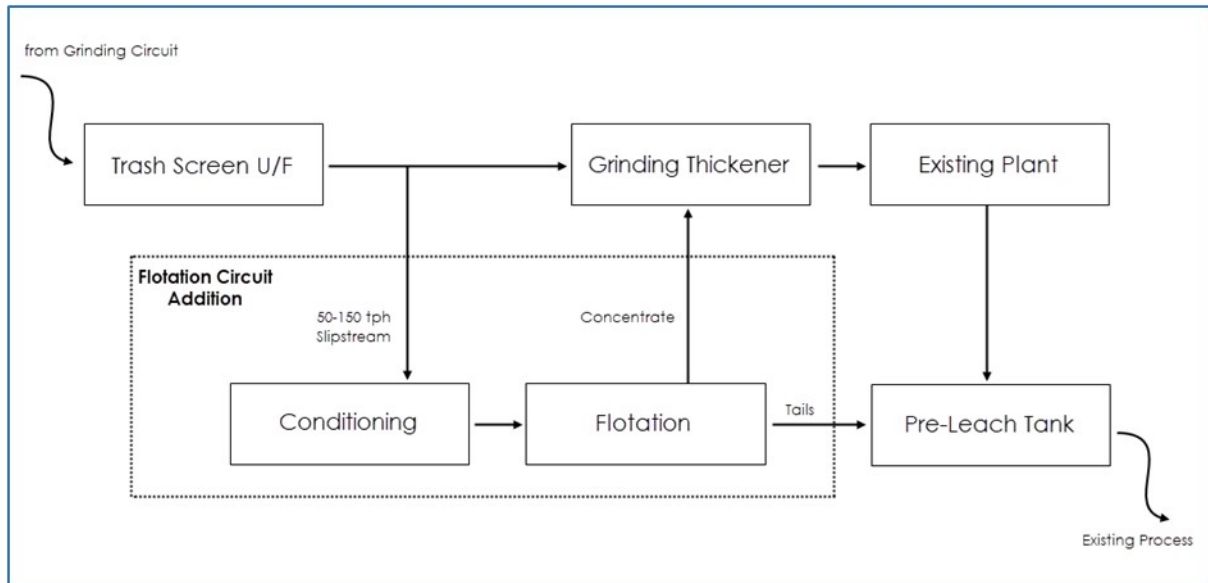 from Grinding Circuit
Trash Screen U/F
Grinding Thickener
Existing Plant
Flotation Circuit
Addition
50-150 tph
Slipstream
Concentrate
Conditioning
Flotation
Tails
Pre-Leach Tank
Existing Process